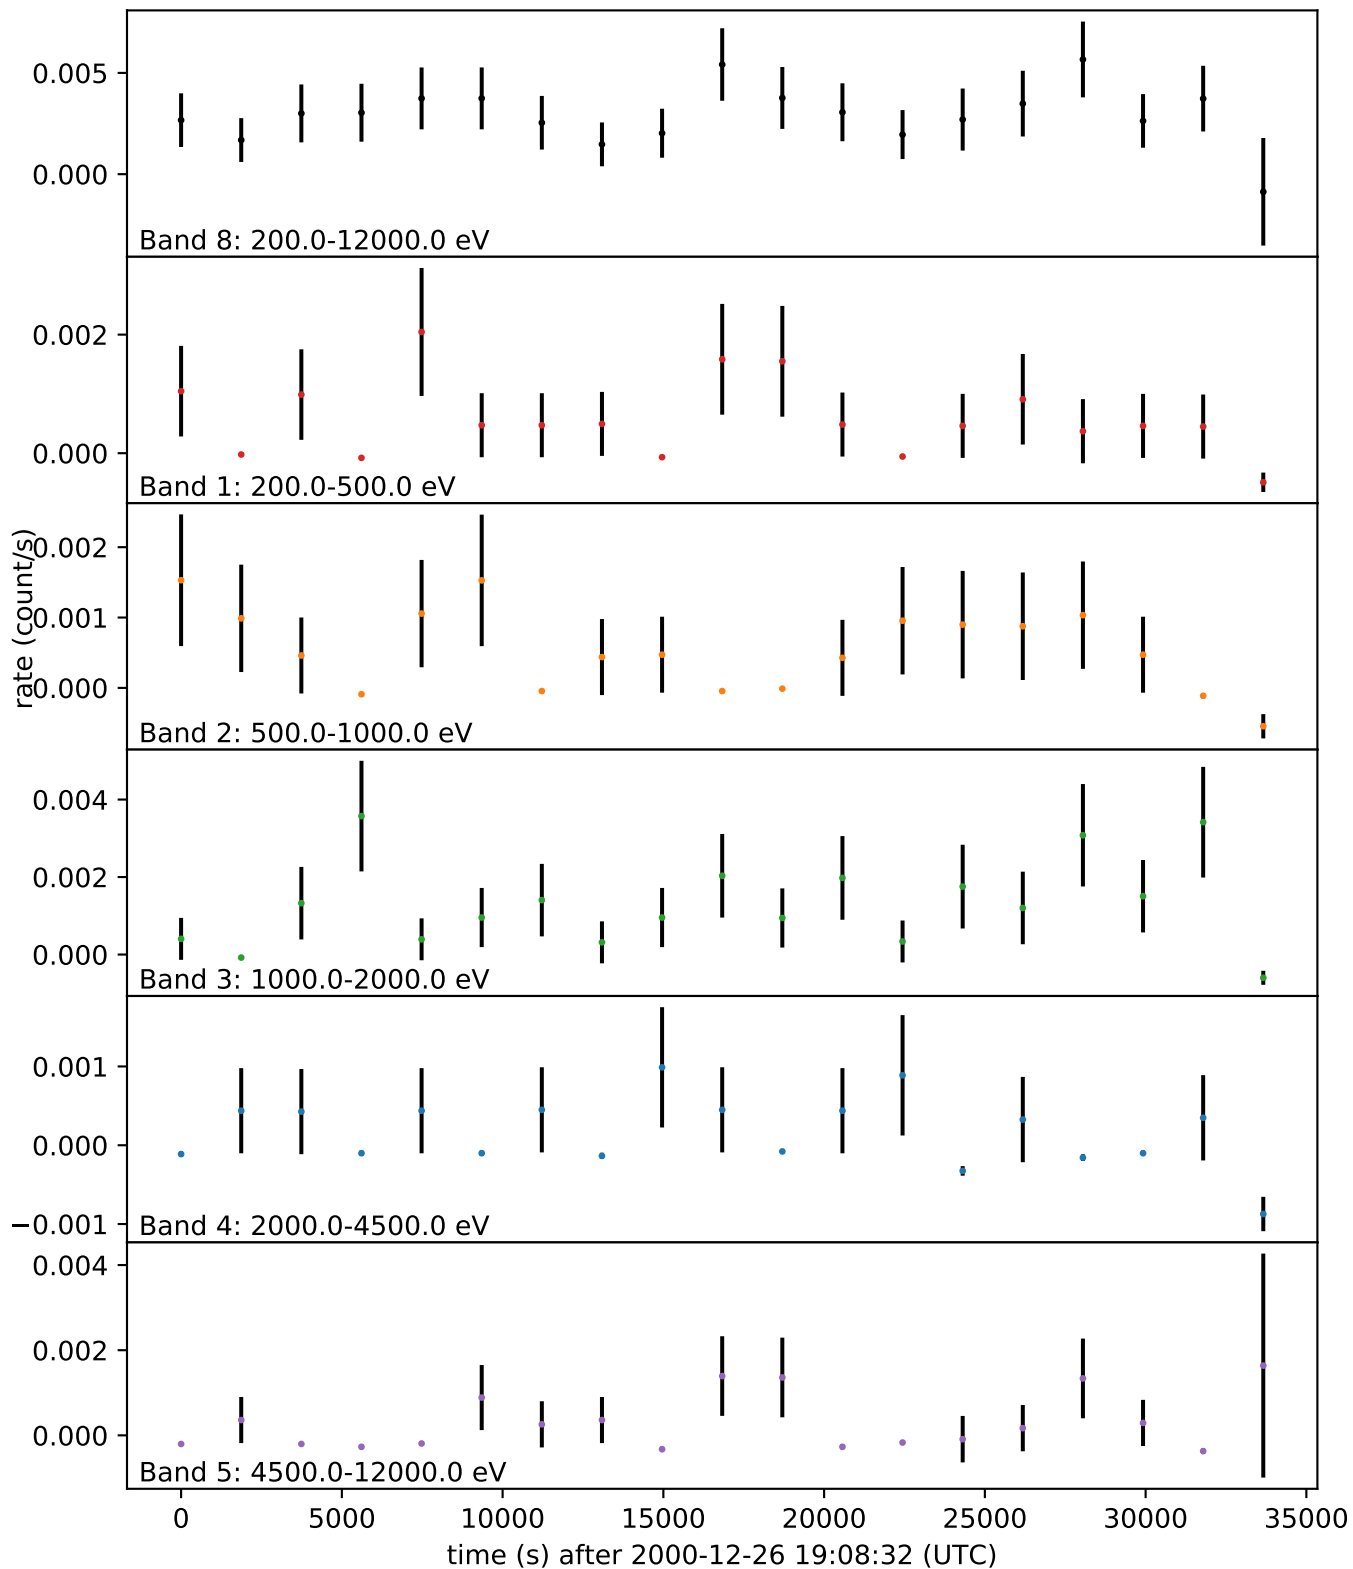 0.005
0.000
Band 8: 200.0-12000.0 eV
0.002
0.000
Band 1: 200.0-500.0 eV
rate (count/s)
0.002
0.001
0.000
Band 2: 500.0-1000.0 eV
0.004
0.002
0.000
Band 3: 1000.0-2000.0 eV
0.001
0.000
−0.001
Band 4: 2000.0-4500.0 eV
0.004
0.002
0.000
Band 5: 4500.0-12000.0 eV
0 5000 10000 15000 20000 25000 30000 35000
time (s) after 2000-12-26 19:08:32 (UTC)